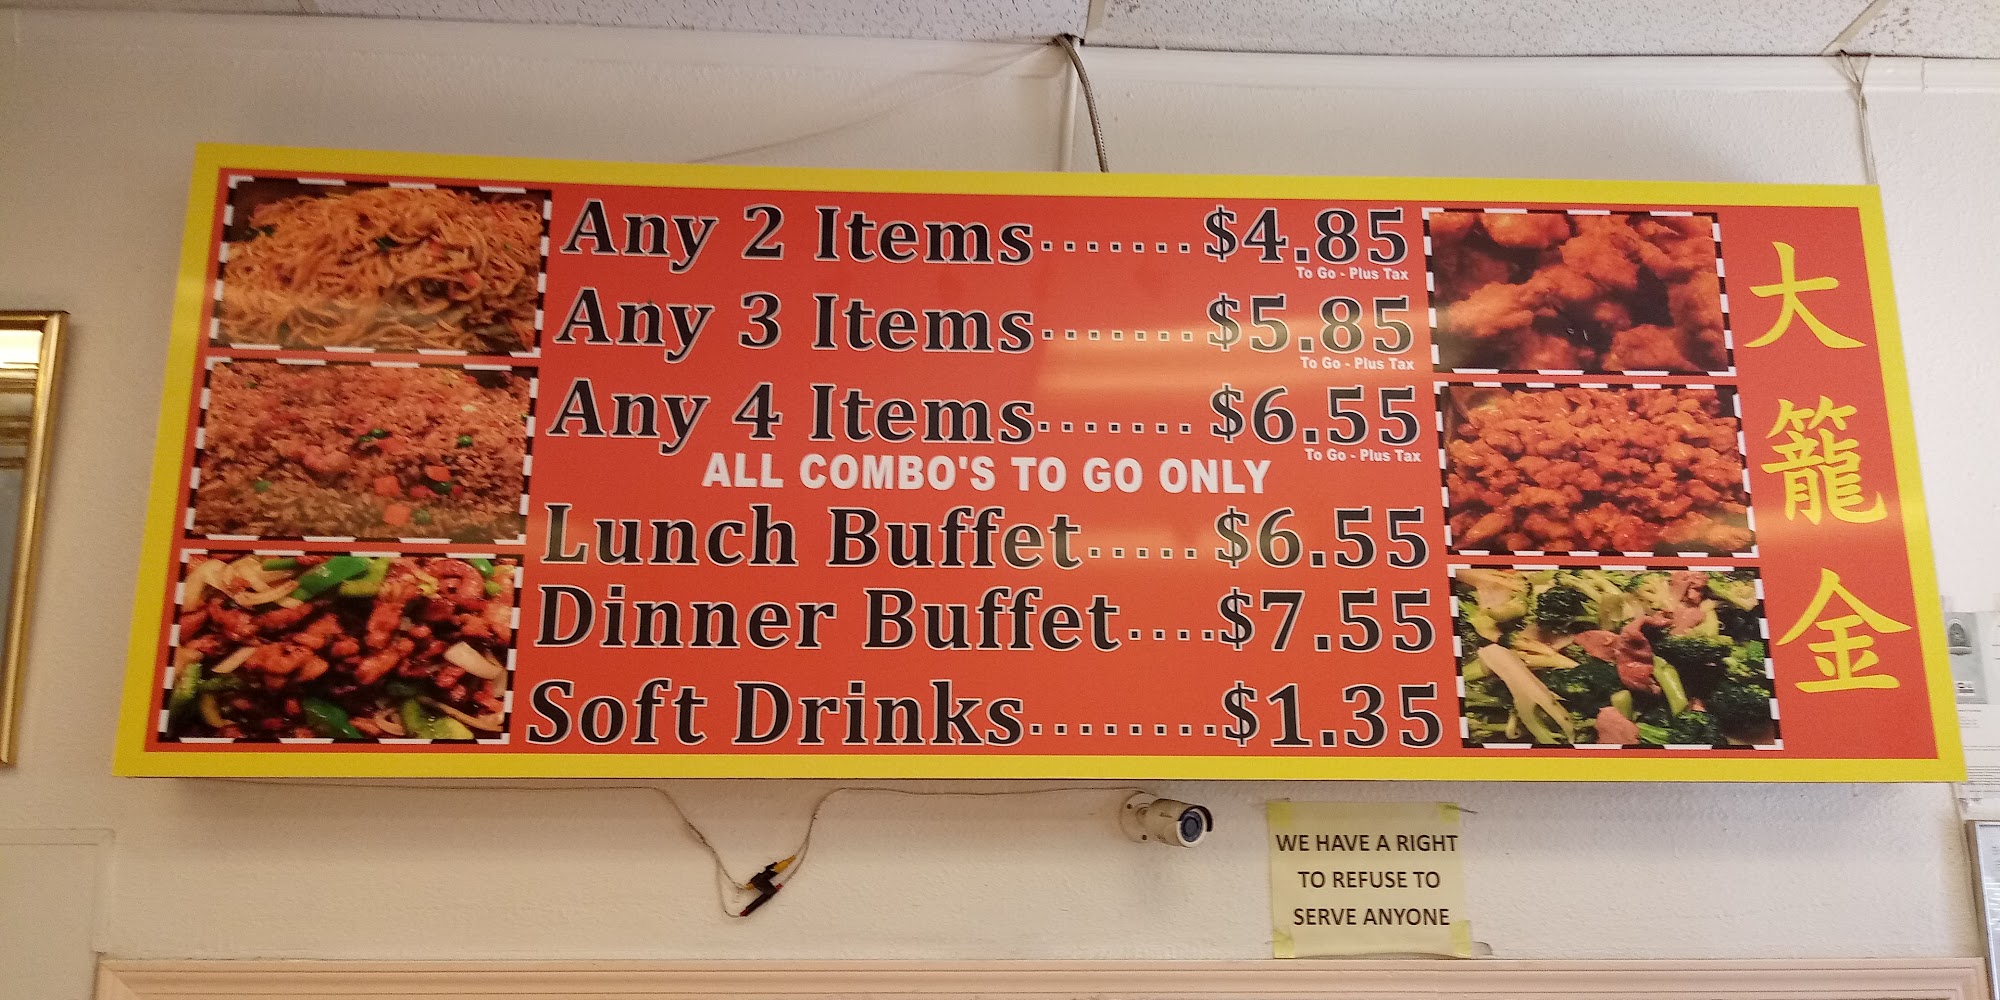 Any 2 Items.......$4.85
To Go - Plus Tax
Any 3 Items.......$5.85
To Go - Plus Tax
Any 4 Items.......$6.55
To Go - Plus Tax
ALL COMBO'S TO GO ONLY
Lunch Buffet.....$6.55
Dinner Buffet....$7.55
Soft Drinks........$1.35
大
籠
金
WE HAVE A RIGHT
TO REFUSE TO
SERVE ANYONE